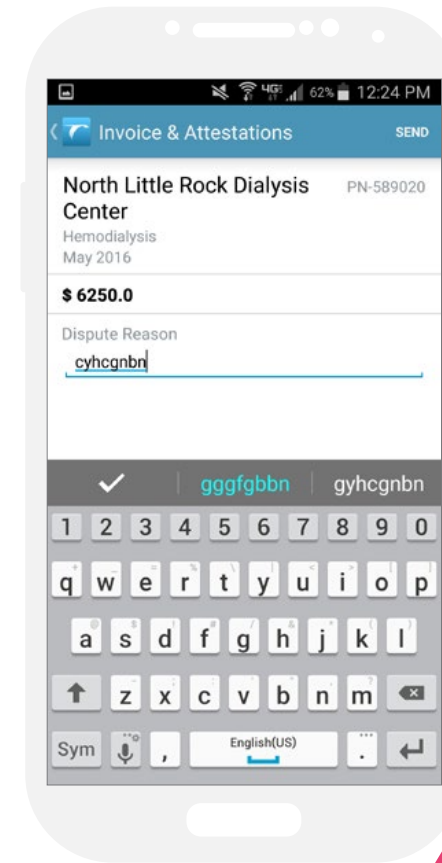 4G 62% 12:24 PM
Invoice & Attestations SEND
North Little Rock Dialysis PN-589020
Center
Hemodialysis
May 2016
$ 6250.0
Dispute Reason
cyhcgnbn
gggfgbbn gyhcgnbn
1 2 3 4 5 6 7 8 9 0
q w e r t y u i o p
a s d f g h j k l
z x c v b n m
Sym , English(US) .